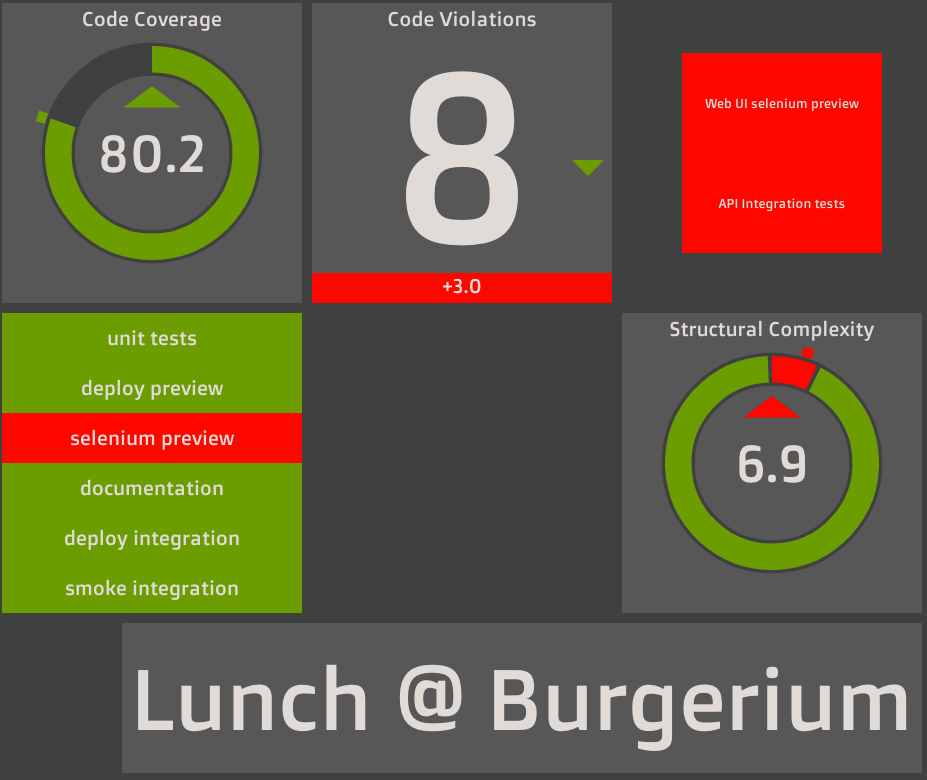 Code Coverage
80.2
Code Violations
8
+3.0
Web UI selenium preview
API Integration tests
unit tests
deploy preview
selenium preview
documentation
deploy integration
smoke integration
Structural Complexity
6.9
Lunch @ Burgerium